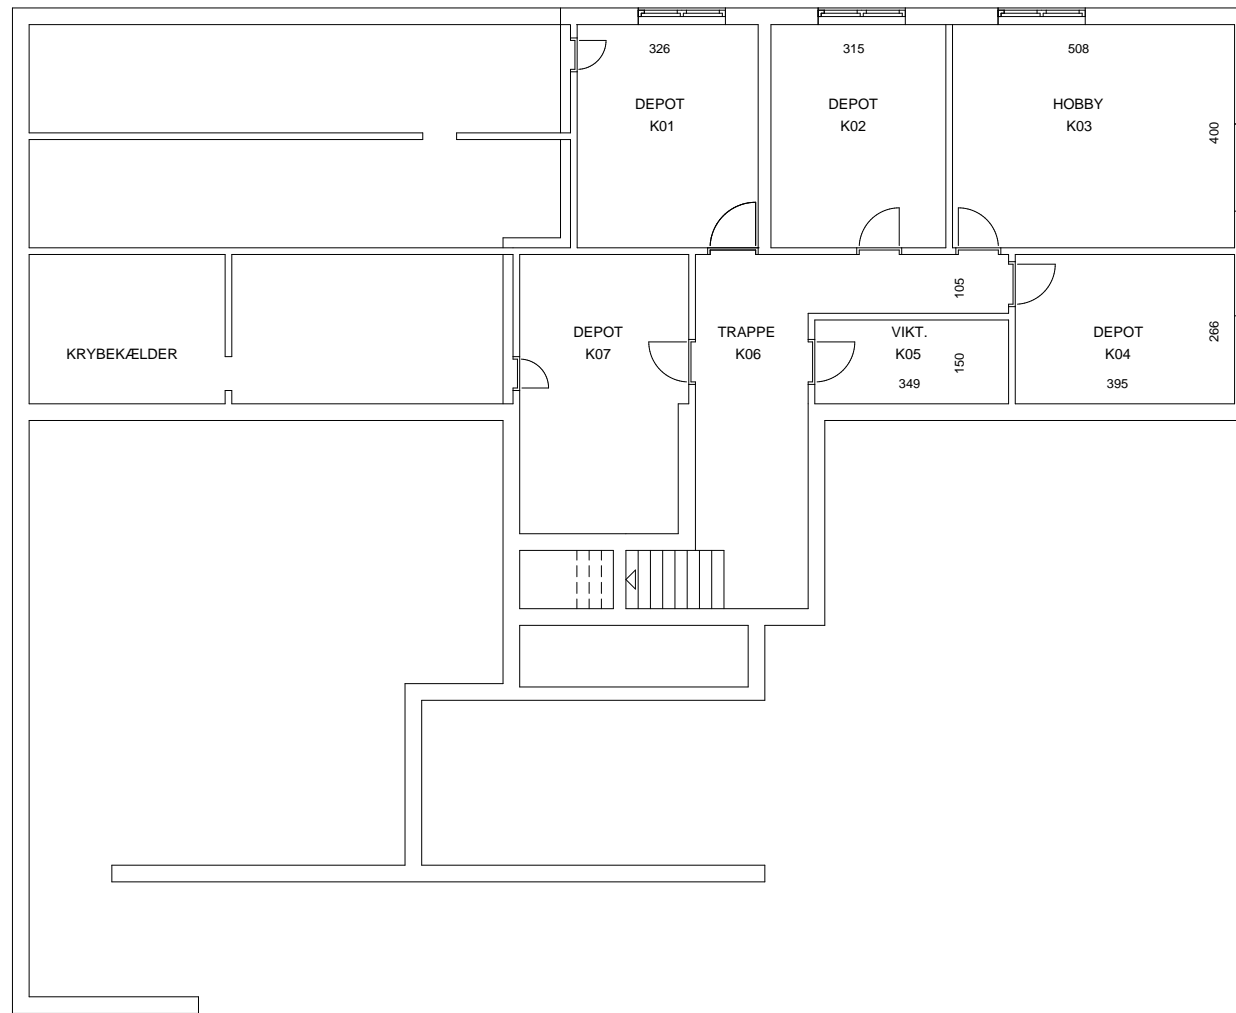 326
315
508
DEPOT
K01
DEPOT
K02
HOBBY
K03
400
105
DEPOT
K07
TRAPPE
K06
VIKT.
K05
150
349
DEPOT
K04
266
395
KRYBEKÆLDER